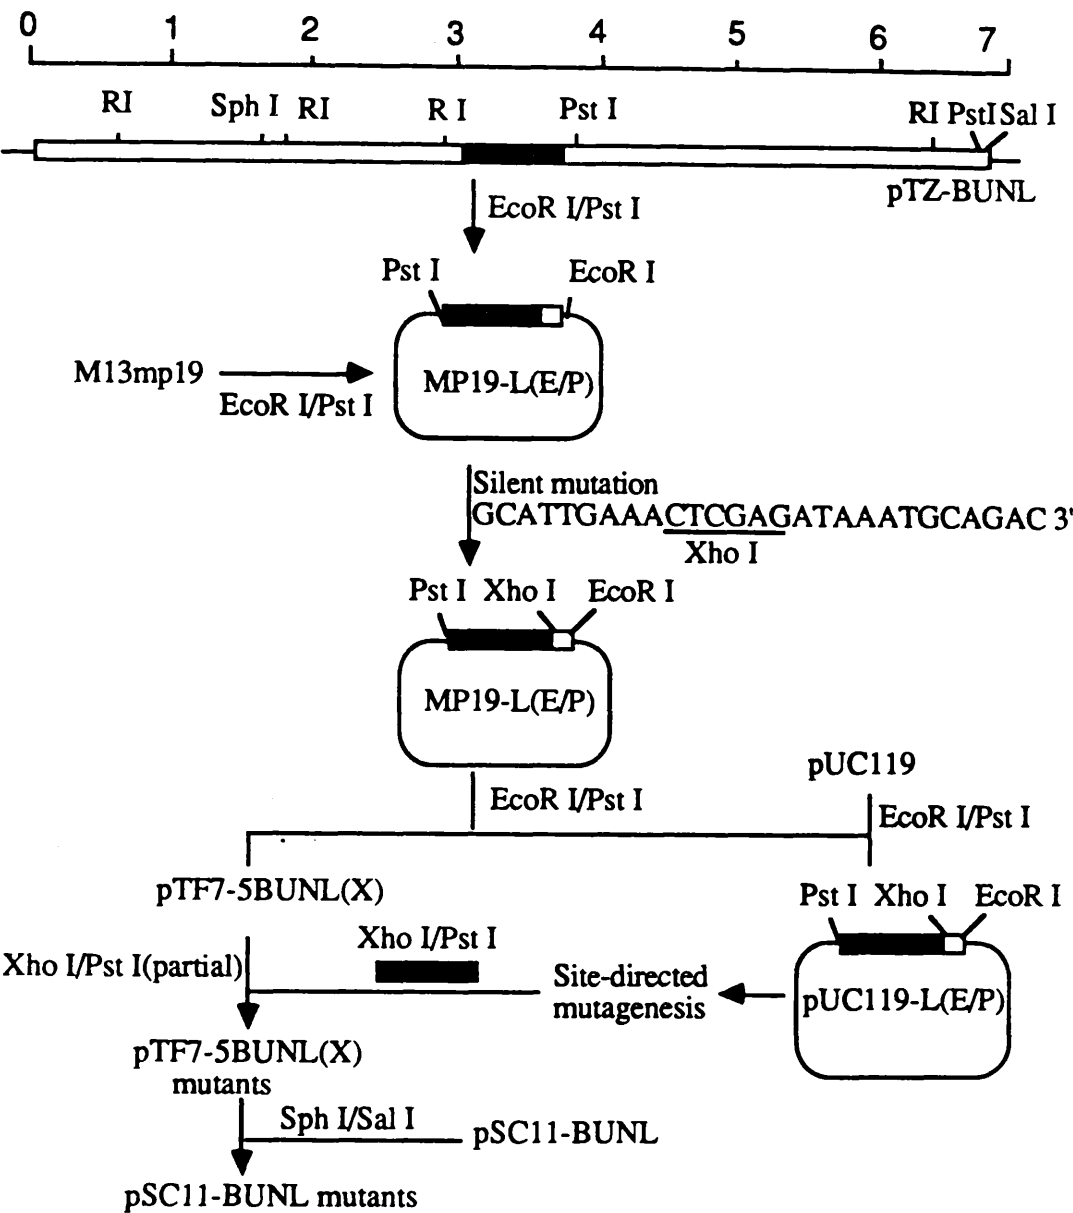 0 1 2 3 4 5 6 7
RI Sph I RI R I Pst I RI PstI Sal I
pTZ-BUNL
EcoR I/Pst I
Pst I EcoR I
M13mp19
EcoR I/Pst I
MP19-L(E/P)
Silent mutation
GCATTGAAACTCGAGATAAATGCAGAC 3'
Xho I
Pst I Xho I EcoR I
MP19-L(E/P)
pUC119
EcoR I/Pst I
EcoR I/Pst I
pTF7-5BUNL(X)
Pst I Xho I EcoR I
Xho I/Pst I
Xho I/Pst I(partial)
Site-directed
mutagenesis
pUC119-L(E/P)
pTF7-5BUNL(X)
mutants
Sph I/Sal I
pSC11-BUNL
pSC11-BUNL mutants